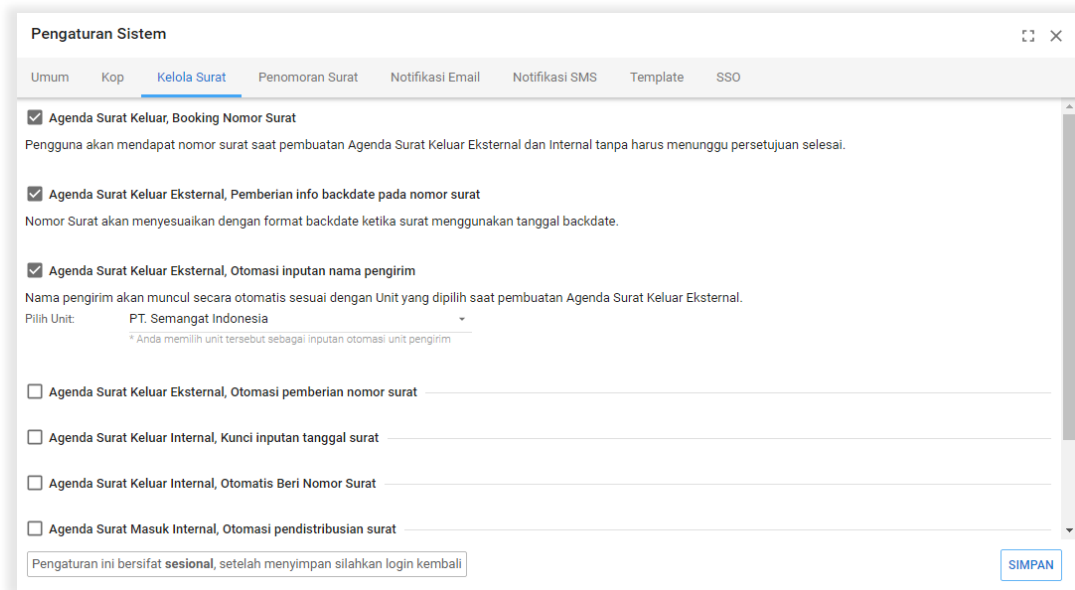 Pengaturan Sistem
Umum Kop Kelola Surat Penomoran Surat Notifikasi Email Notifikasi SMS Template SSO
Agenda Surat Keluar, Booking Nomor Surat
Pengguna akan mendapat nomor surat saat pembuatan Agenda Surat Keluar Eksternal dan Internal tanpa harus menunggu persetujuan selesai.
Agenda Surat Keluar Eksternal, Pemberian info backdate pada nomor surat
Nomor Surat akan menyesuaikan dengan format backdate ketika surat menggunakan tanggal backdate.
Agenda Surat Keluar Eksternal, Otomasi inputan nama pengirim
Nama pengirim akan muncul secara otomatis sesuai dengan Unit yang dipilih saat pembuatan Agenda Surat Keluar Eksternal.
Pilih Unit: PT. Semangat Indonesia
* Anda memilih unit tersebut sebagai inputan otomasi unit pengirim
Agenda Surat Keluar Eksternal, Otomasi pemberian nomor surat
Agenda Surat Keluar Internal, Kunci inputan tanggal surat
Agenda Surat Keluar Internal, Otomatis Beri Nomor Surat
Agenda Surat Masuk Internal, Otomasi pendistribusian surat
Pengaturan ini bersifat sesional, setelah menyimpan silahkan login kembali
SIMPAN